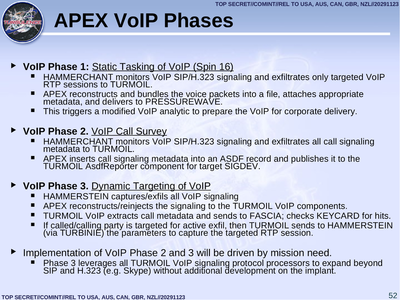 TOP SECRET//COMINT//REL TO USA, AUS, CAN, GBR, NZL//20291123
APEX VoIP Phases
► VoIP Phase 1: Static Tasking of VoIP (Spin 16)
■ HAMMERCHANT monitors VoIP SIP/H.323 signaling and exfiltrates only targeted VoIP
RTP sessions to TURMOIL.
■ APEX reconstructs and bundles the voice packets into a file, attaches appropriate
metadata, and delivers to PRESSUREWAVE.
■ This triggers a modified VoIP analytic to prepare the VoIP for corporate delivery.
► VoIP Phase 2. VoIP Call Survey
■ HAMMERCHANT monitors VoIP SIP/H.323 signaling and exfiltrates all call signaling
metadata to TURMOIL.
■ APEX inserts call signaling metadata into an ASDF record and publishes it to the
TURMOIL AsdfReporter component for target SIGDEV.
► VoIP Phase 3. Dynamic Targeting of VoIP
■ HAMMERSTEIN captures/exfils all VoIP signaling
■ APEX reconstructs/reinjects the signaling to the TURMOIL VoIP components.
■ TURMOIL VoIP extracts call metadata and sends to FASCIA; checks KEYCARD for hits.
■ If called/calling party is targeted for active exfil, then TURMOIL sends to HAMMERSTEIN
(via TURBINIE) the parameters to capture the targeted RTP session.
► Implementation of VoIP Phase 2 and 3 will be driven by mission need.
■ Phase 3 leverages all TURMOIL VoIP signaling protocol processors to expand beyond
SIP and H.323 (e.g. Skype) without additional development on the implant.
TOP SECRET//COMINT//REL TO USA, AUS, CAN, GBR, NZL//20291123
52